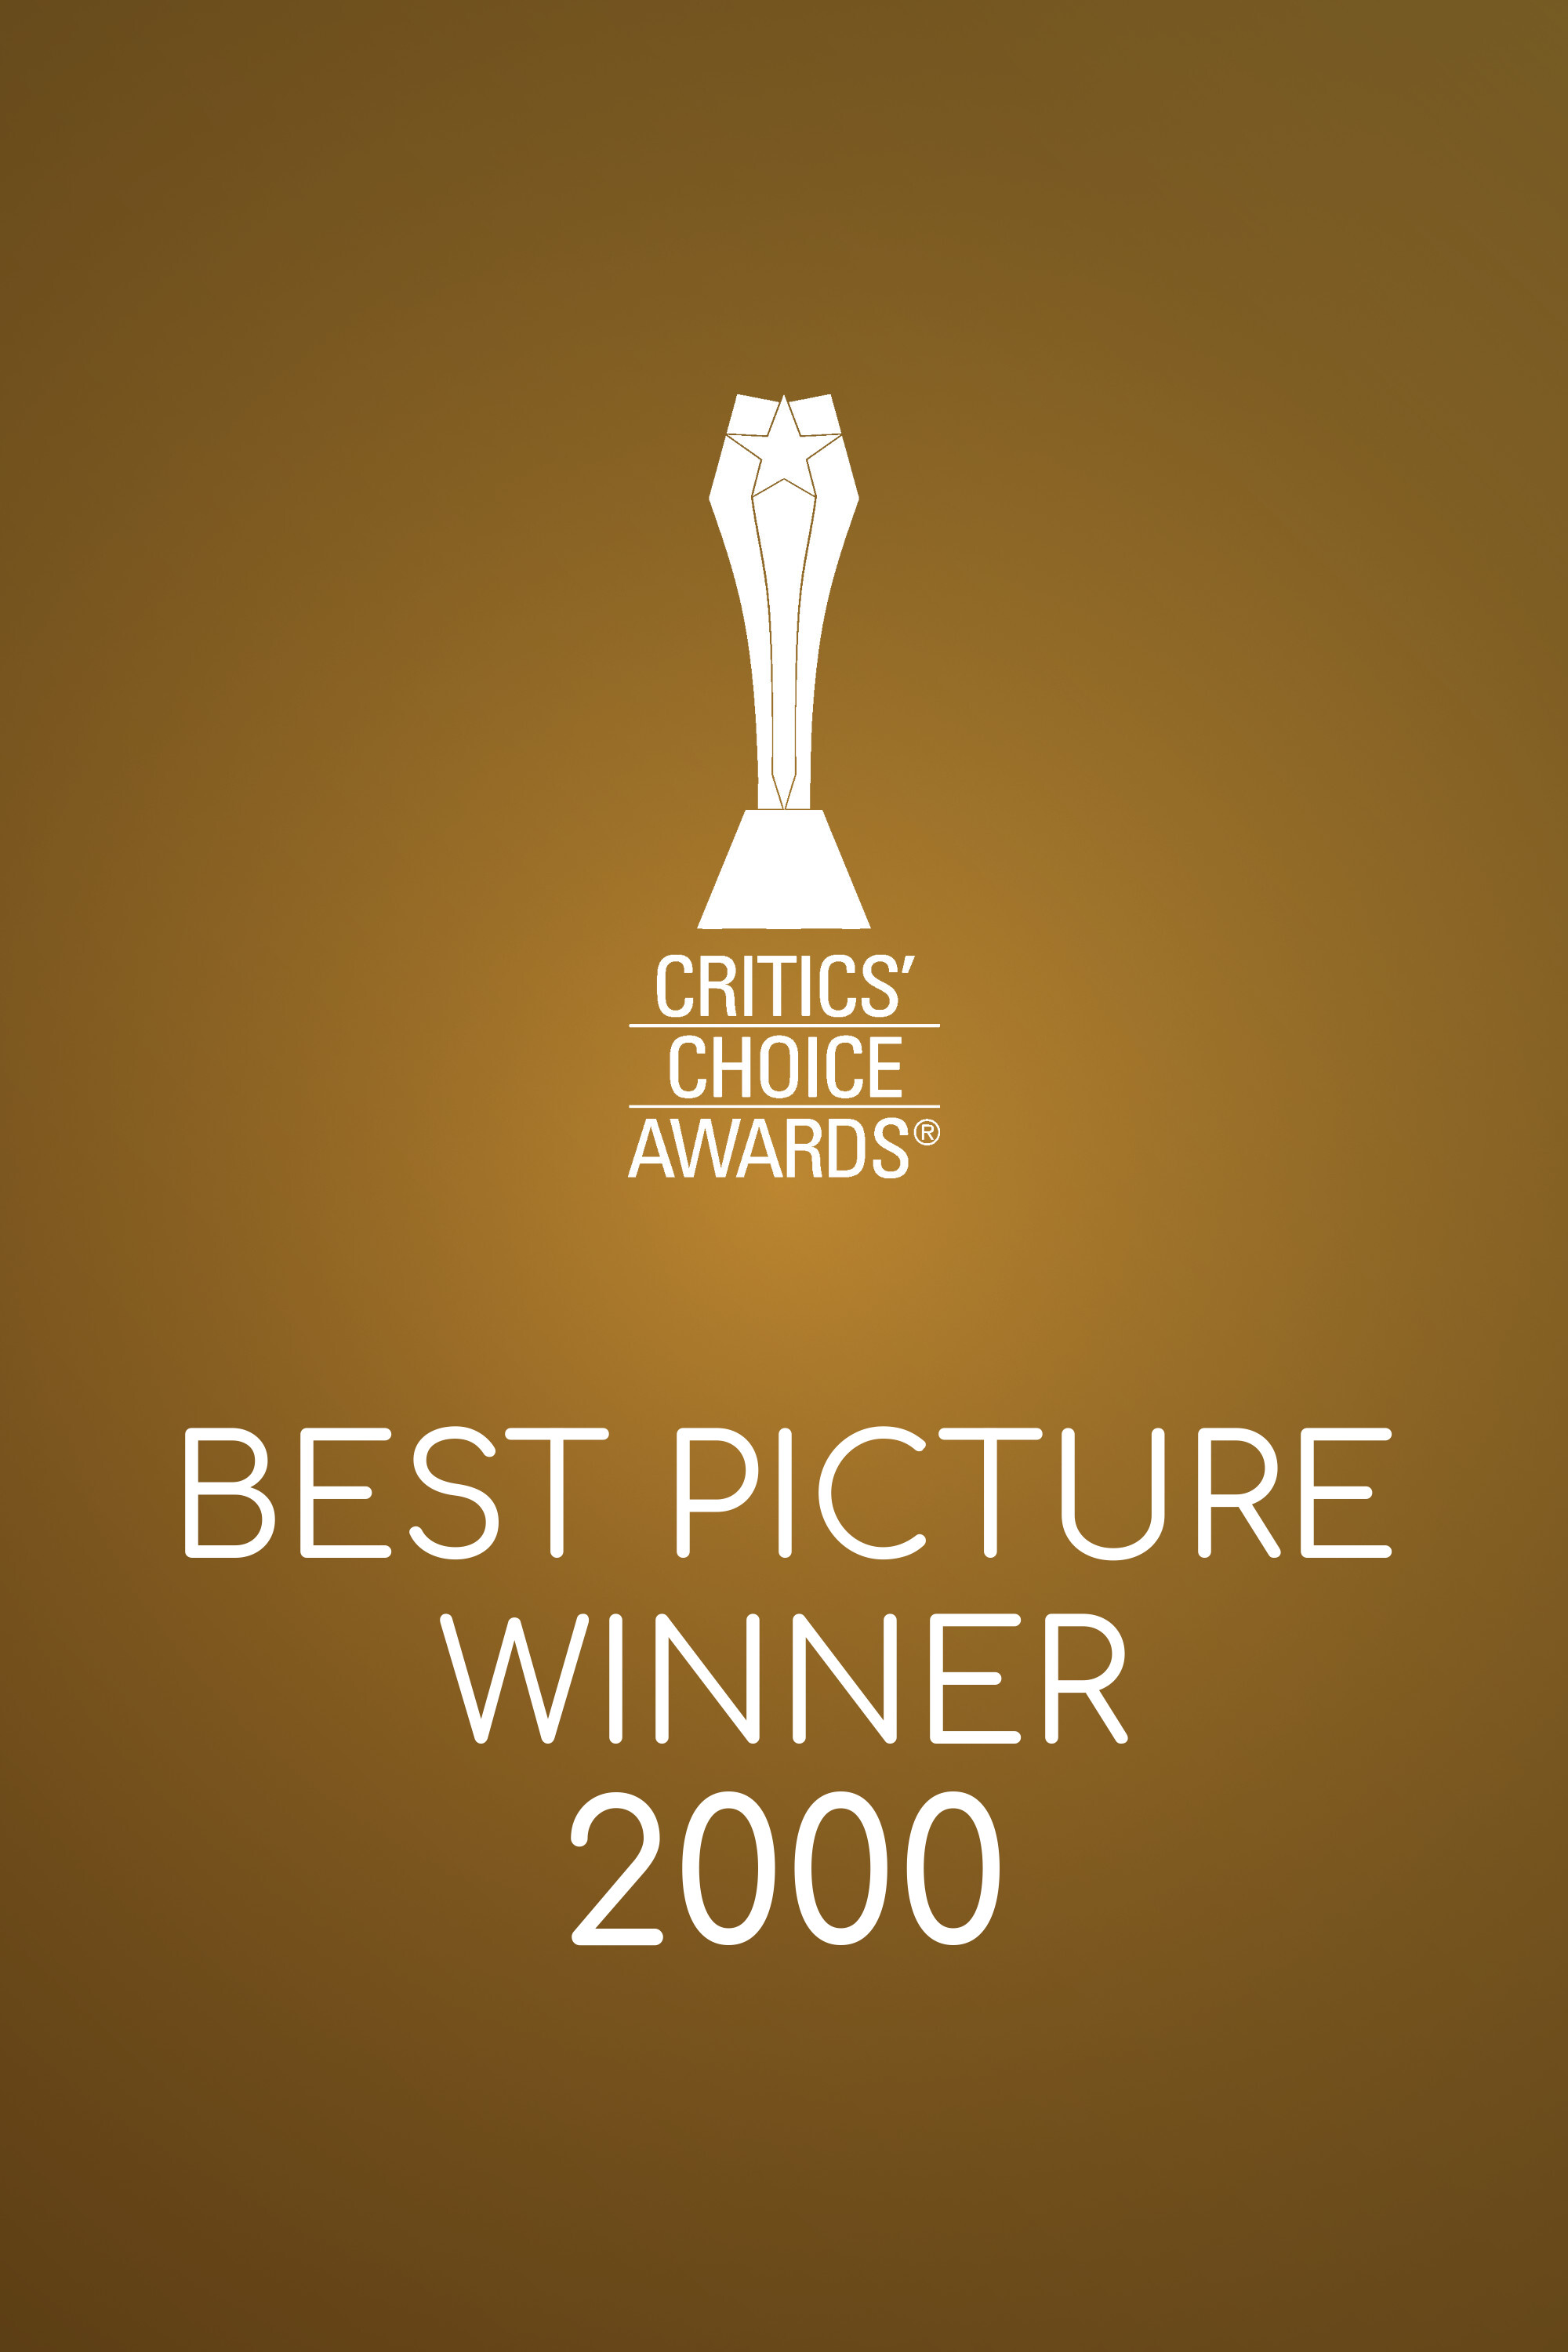 CRITICS'
CHOICE
AWARDS®
BEST PICTURE
WINNER
2000